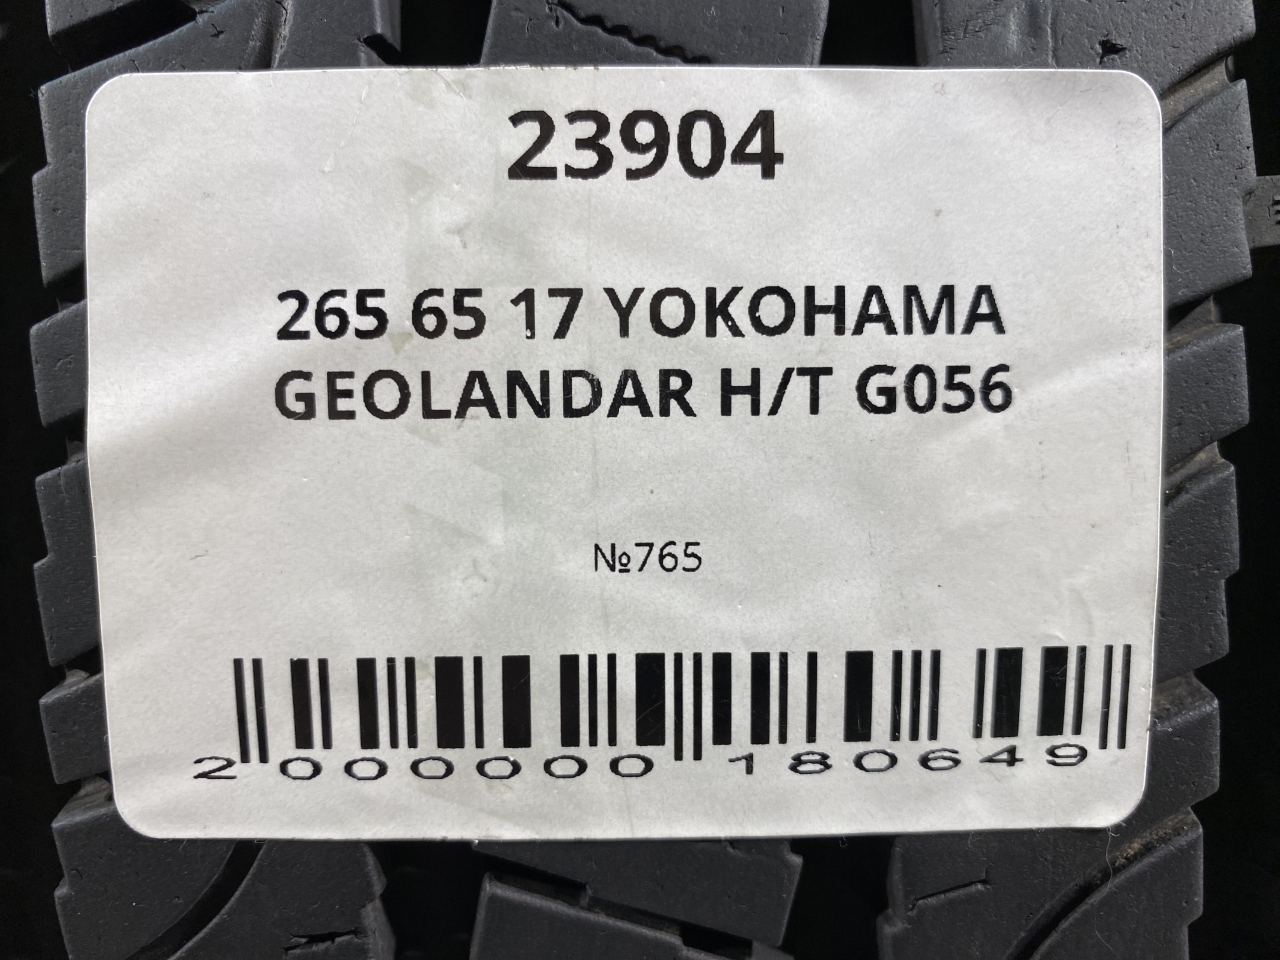 23904
265 65 17 YOKOHAMA
GEOLANDAR H/T G056
№765
2 000000 180649